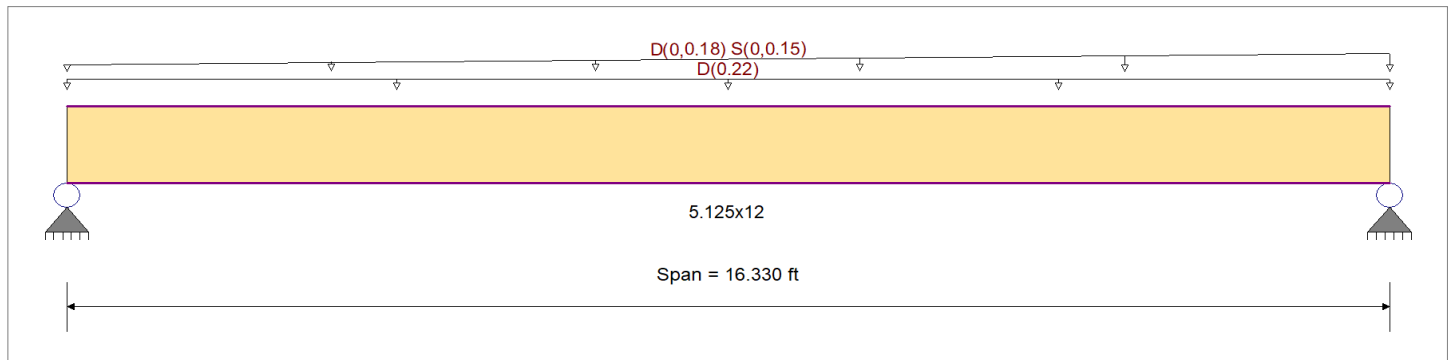 D(0,0.18) S(0,0.15)
D(0.22)
5.125x12
Span = 16.330 ft